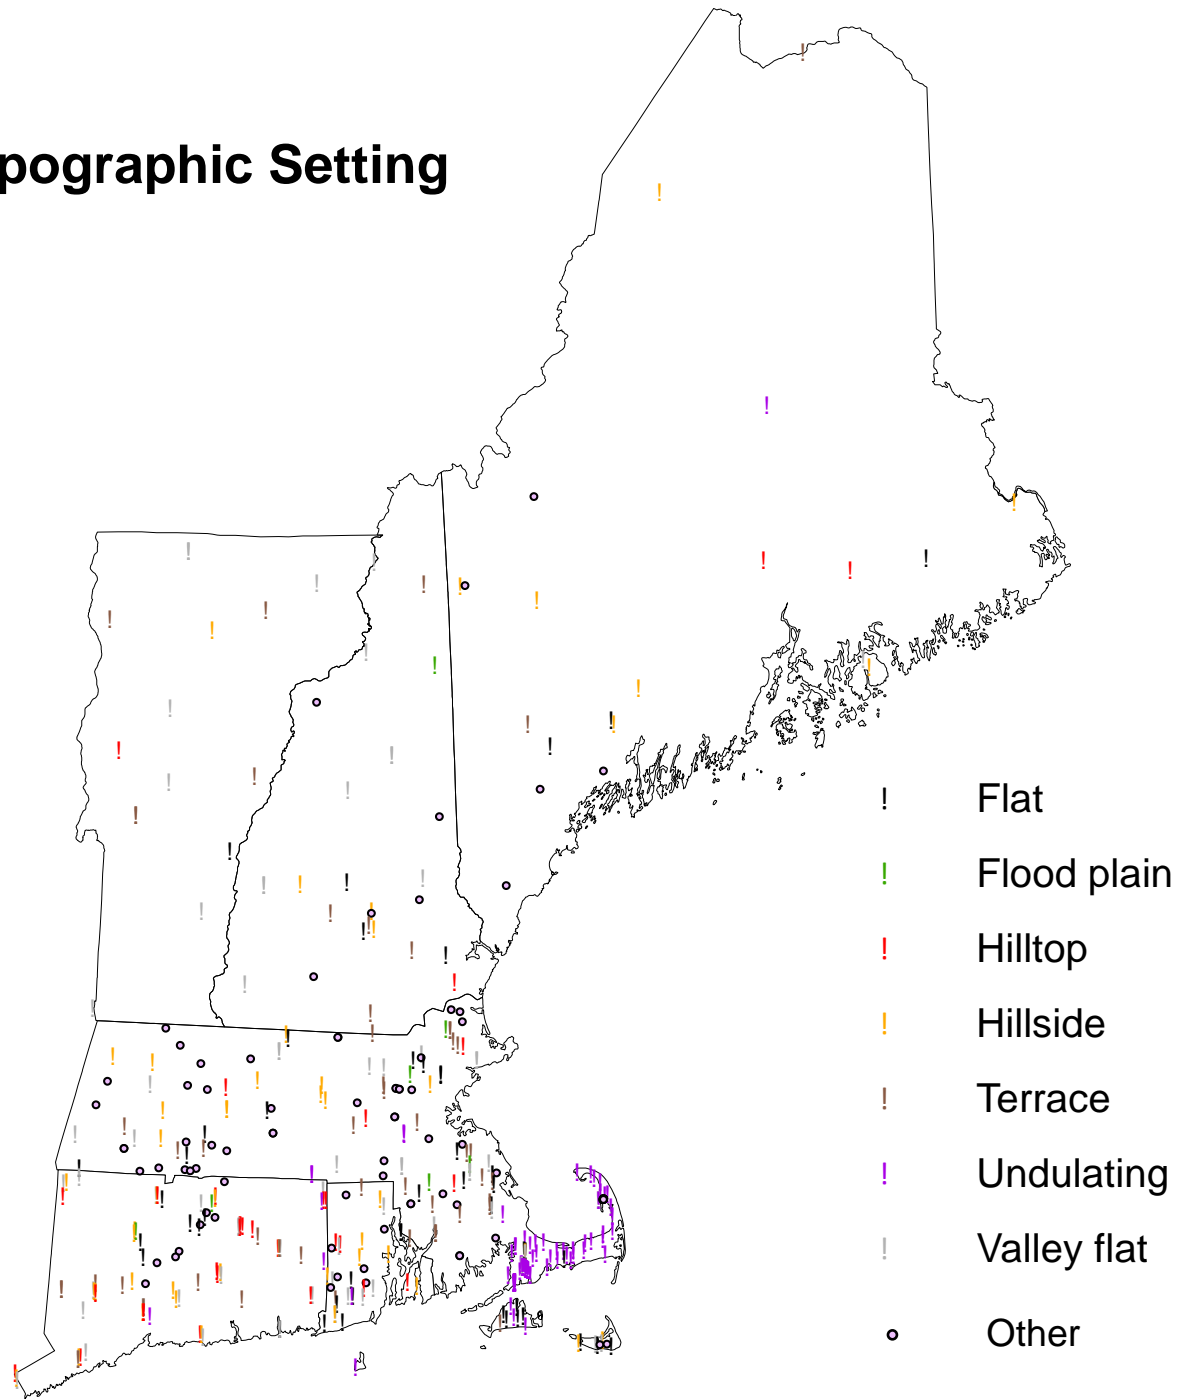 pographic Setting
Flat
Flood plain
Hilltop
Hillside
Terrace
Undulating
Valley flat
Other